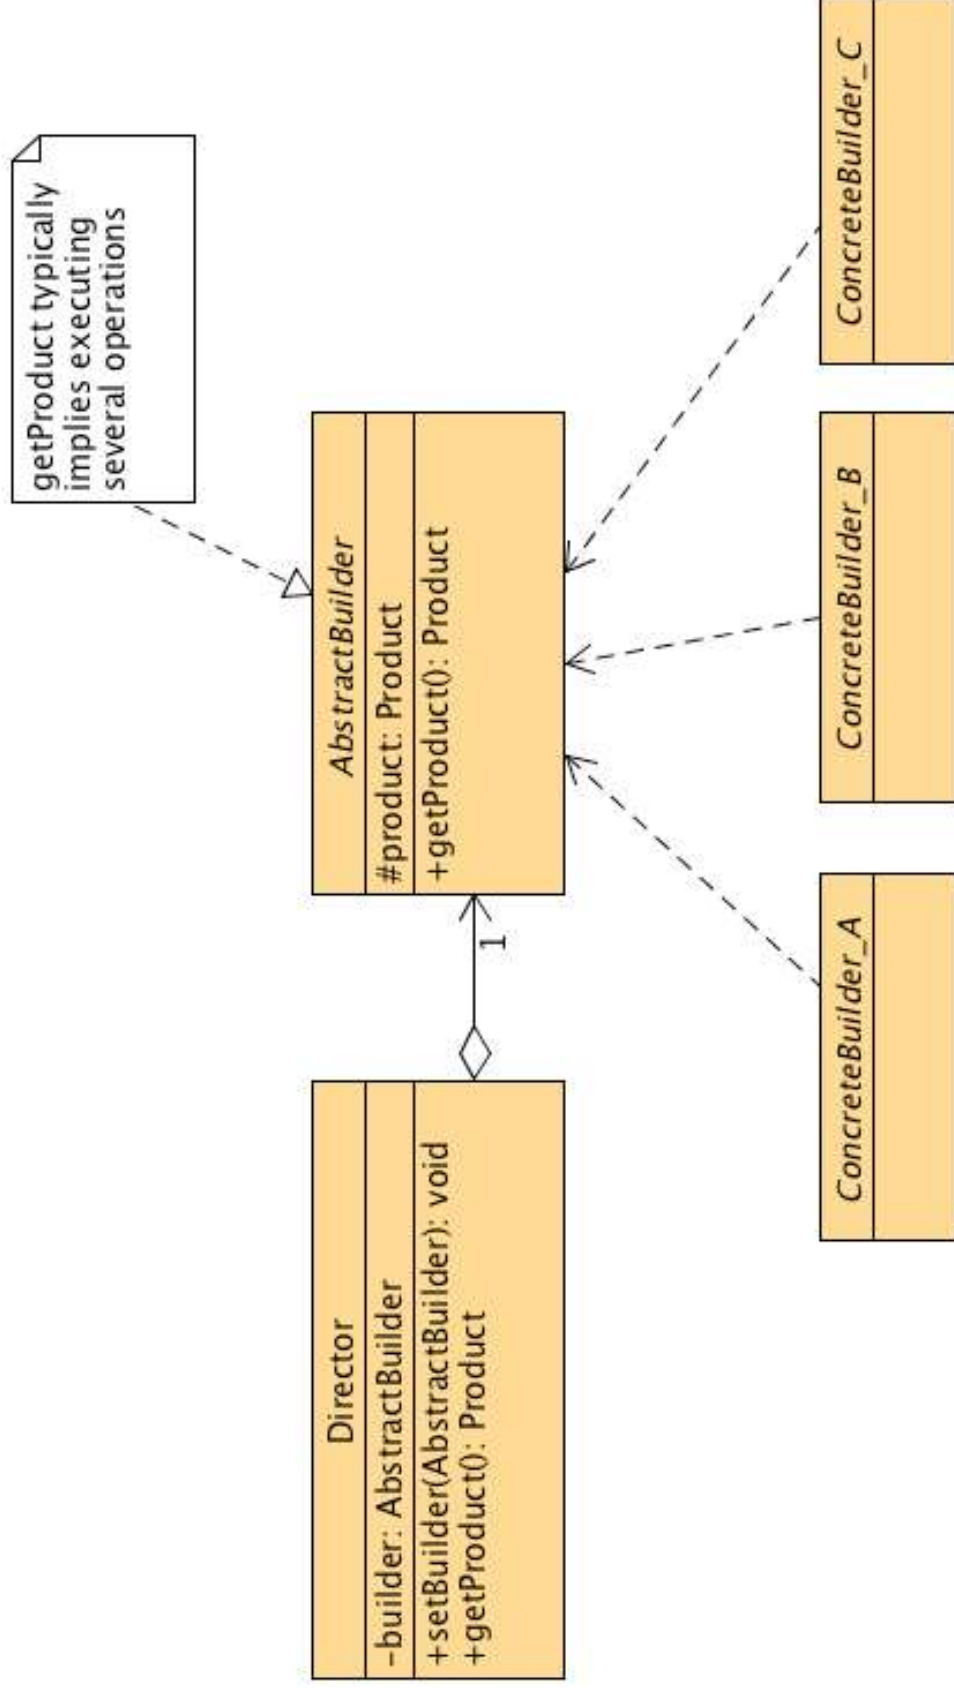 getProduct typically
implies executing
several operations
Director
-builder: AbstractBuilder
+setBuilder(AbstractBuilder): void
+getProduct(): Product
1
AbstractBuilder
#product: Product
+getProduct(): Product
ConcreteBuilder_A
ConcreteBuilder_B
ConcreteBuilder_C